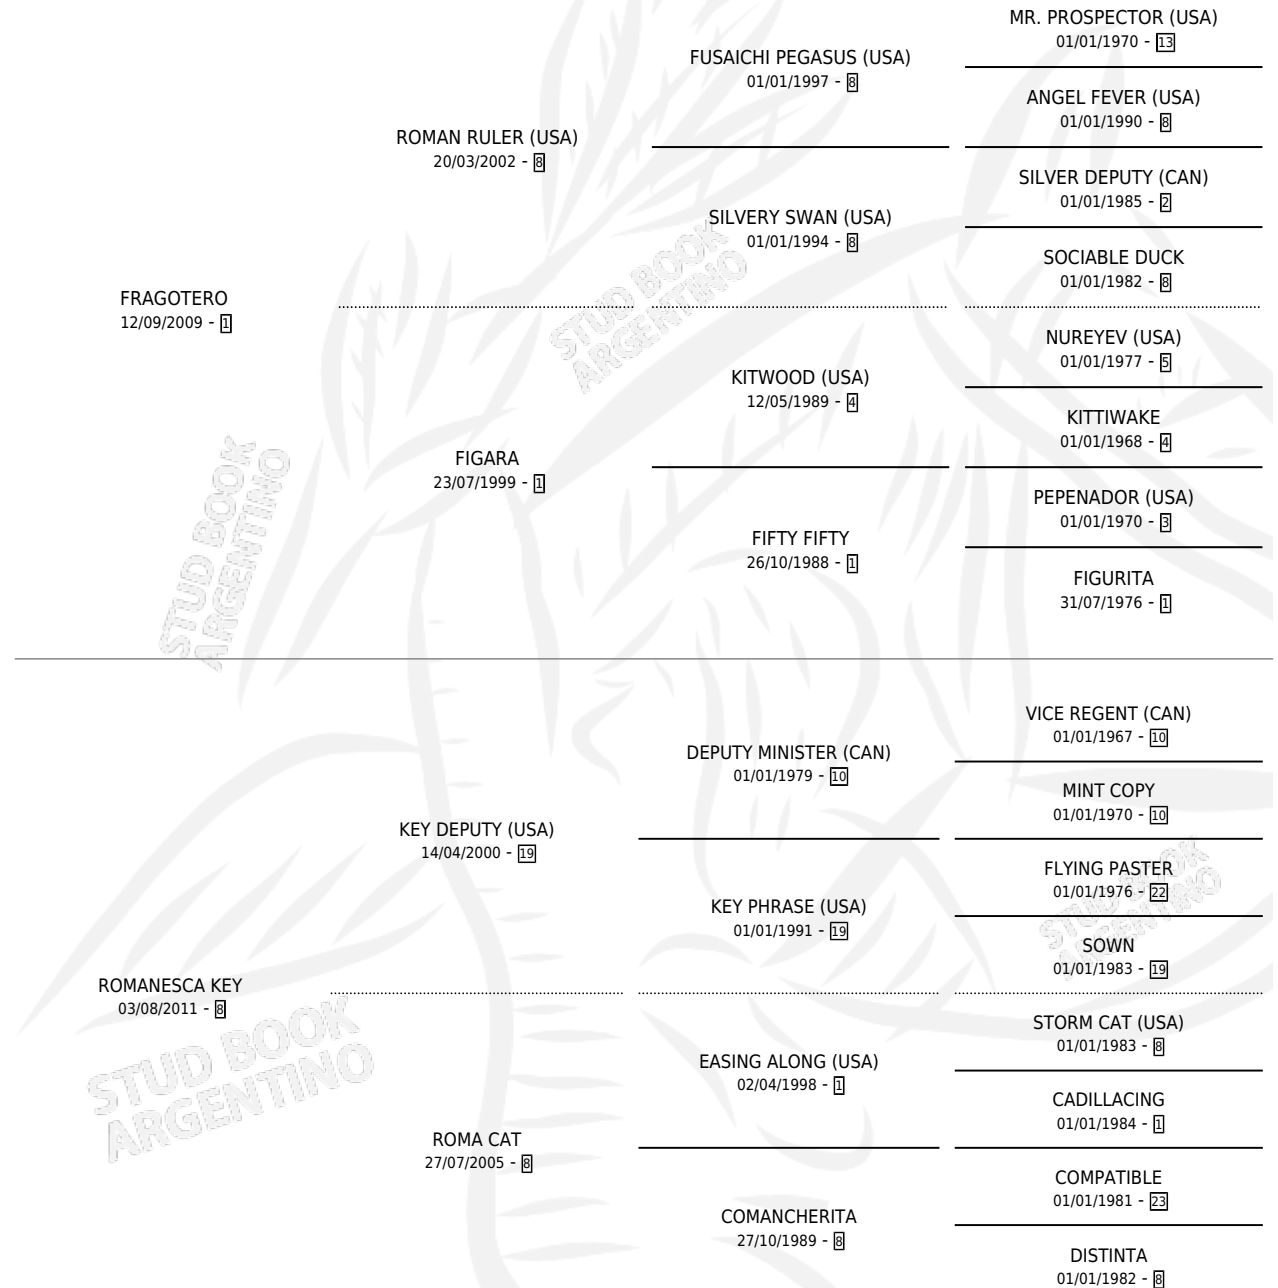 MR. PROSPECTOR (USA)
01/01/1970 - 13
FUSAICHI PEGASUS (USA)
01/01/1997 - 8
ANGEL FEVER (USA)
01/01/1990 - 8
ROMAN RULER (USA)
20/03/2002 - 8
SILVER DEPUTY (CAN)
01/01/1985 - 2
SILVERY SWAN (USA)
01/01/1994 - 8
SOCIABLE DUCK
01/01/1982 - 8
STUD BOOK
ARGENTINO
FRAGOTERO
12/09/2009 - 1
NUREYEV (USA)
01/01/1977 - 5
KITWOOD (USA)
12/05/1989 - 4
KITTIWAKE
01/01/1968 - 4
FIGARA
23/07/1999 - 1
PEPENADOR (USA)
01/01/1970 - 3
FIFTY FIFTY
26/10/1988 - 1
FIGURITA
31/07/1976 - 1
STUD BOOK
ARGENTINO
VICE REGENT (CAN)
01/01/1967 - 10
DEPUTY MINISTER (CAN)
01/01/1979 - 10
MINT COPY
01/01/1970 - 10
KEY DEPUTY (USA)
14/04/2000 - 19
FLYING PASTER
01/01/1976 - 22
KEY PHRASE (USA)
01/01/1991 - 19
SOWN
01/01/1983 - 19
STUD BOOK
ARGENTINO
ROMANESCA KEY
03/08/2011 - 8
STORM CAT (USA)
01/01/1983 - 8
EASING ALONG (USA)
02/04/1998 - 1
CADILLACING
01/01/1984 - 1
STUD BOOK
ARGENTINO
ROMA CAT
27/07/2005 - 8
COMPATIBLE
01/01/1981 - 23
COMANCHERITA
27/10/1989 - 8
DISTINTA
01/01/1982 - 8